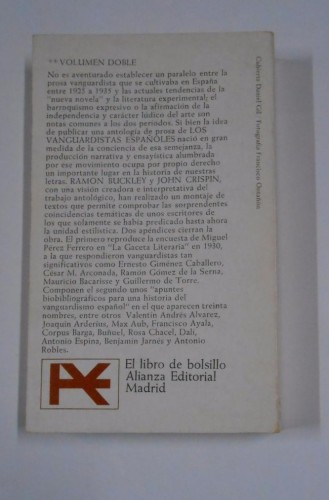 ** VOLUMEN DOBLE
No es aventurado establecer un paralelo entre la
prosa vanguardista que se cultivaba en España
entre 1925 a 1935 y las actuales tendencias de la
"nueva novela" y la literatura experimental; el
barroquismo expresivo o la afirmación de la
independencia y carácter lúdico del arte son
notas comunes a los dos períodos. Si bien la idea
de publicar una antología de prosa de LOS
VANGUARDISTAS ESPAÑOLES nació en gran
medida de la conciencia de esa semejanza, la
producción narrativa y ensayística alumbrada
por ese movimiento ocupa por propio derecho
un importante lugar en la historia de nuestras
letras. RAMON BUCKLEY y JOHN CRISPIN,
con una visión creadora e interpretativa del
trabajo antológico, han realizado un montaje de
textos que permite comprobar las sorprendentes
coincidencias temáticas de unos escritores de
los que solamente se había predicado hasta ahora
la unidad estilística. Dos apéndices cierran la
obra. El primero reproduce la encuesta de Miguel
Pérez Ferrero en "La Gaceta Literaria" en 1930,
a la que respondieron vanguardistas tan
significativos como Ernesto Giménez Caballero,
César M. Arconada, Ramón Gómez de la Serna,
Mauricio Bacarisse y Guillermo de Torre.
Componen el segundo unos "apuntes
biobibliográficos para una historia del
vanguardismo español" en el que aparecen treinta
nombres, entre otros Valentín Andrés Alvarez,
Joaquín Arderíus, Max Aub, Francisco Ayala,
Corpus Barga, Buñuel, Rosa Chacel, Dalí,
Antonio Espina, Benjamín Jarnés y Antonio
Robles.
El libro de bolsillo
Alianza Editorial
Madrid
Cubierta Daniel Gil · Fotografía Francisco Ontañón